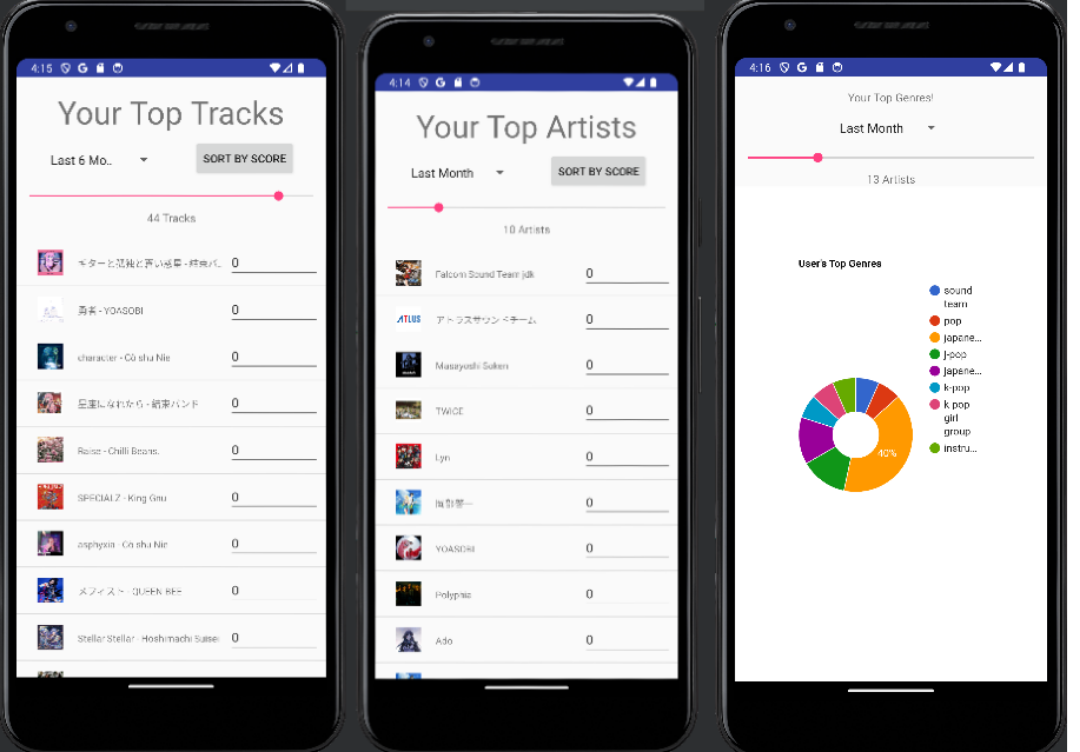 4:15
Your Top Tracks
Last 6 Mo..
SORT BY SCORE
44 Tracks
ギターと孤独と蒼い惑星 - 結束バ..
0
勇者 - YOASOBI
0
character - Cö shu Nie
0
星座になれたら - 結束バンド
0
Raise - Chilli Beans.
0
SPECIALZ - King Gnu
0
asphyxia - Cö shu Nie
0
メフィスト - QUEEN BEE
0
Stellar Stellar - Hoshimachi Suisei
0
4:14
Your Top Artists
Last Month
SORT BY SCORE
10 Artists
Falcom Sound Team jdk
0
ATLUS
アトラスサウンドチーム
0
Masayoshi Soken
0
TWICE
0
Lyn
0
0
YOASOBI
0
Polyphia
0
Ado
0
4:16
Your Top Genres!
Last Month
13 Artists
User's Top Genres
sound
team
pop
japane...
j-pop
japane...
k-pop
k pop
girl
group
instru...
40%